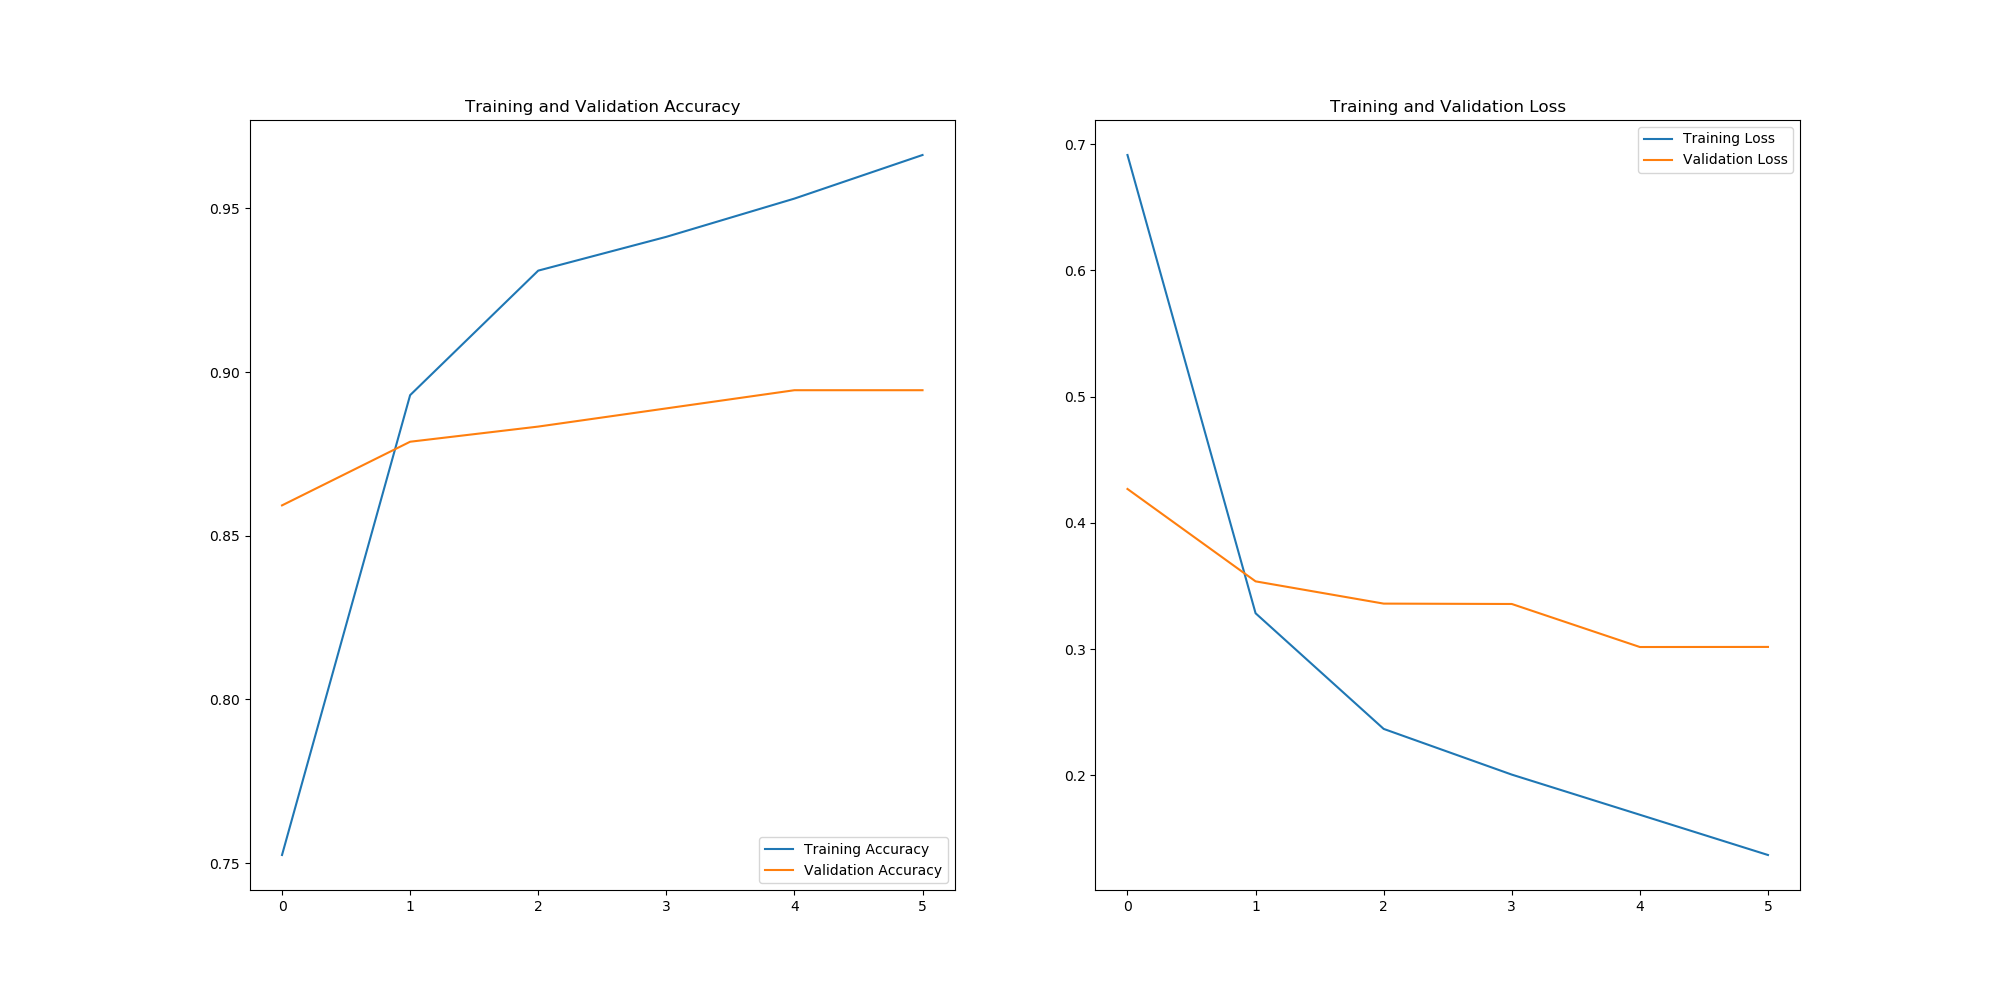 Training and Validation Accuracy
0.95
0.90
0.85
0.80
0.75
0 1 2 3 4 5
Training Accuracy
Validation Accuracy
Training and Validation Loss
0.7
0.6
0.5
0.4
0.3
0.2
0 1 2 3 4 5
Training Loss
Validation Loss